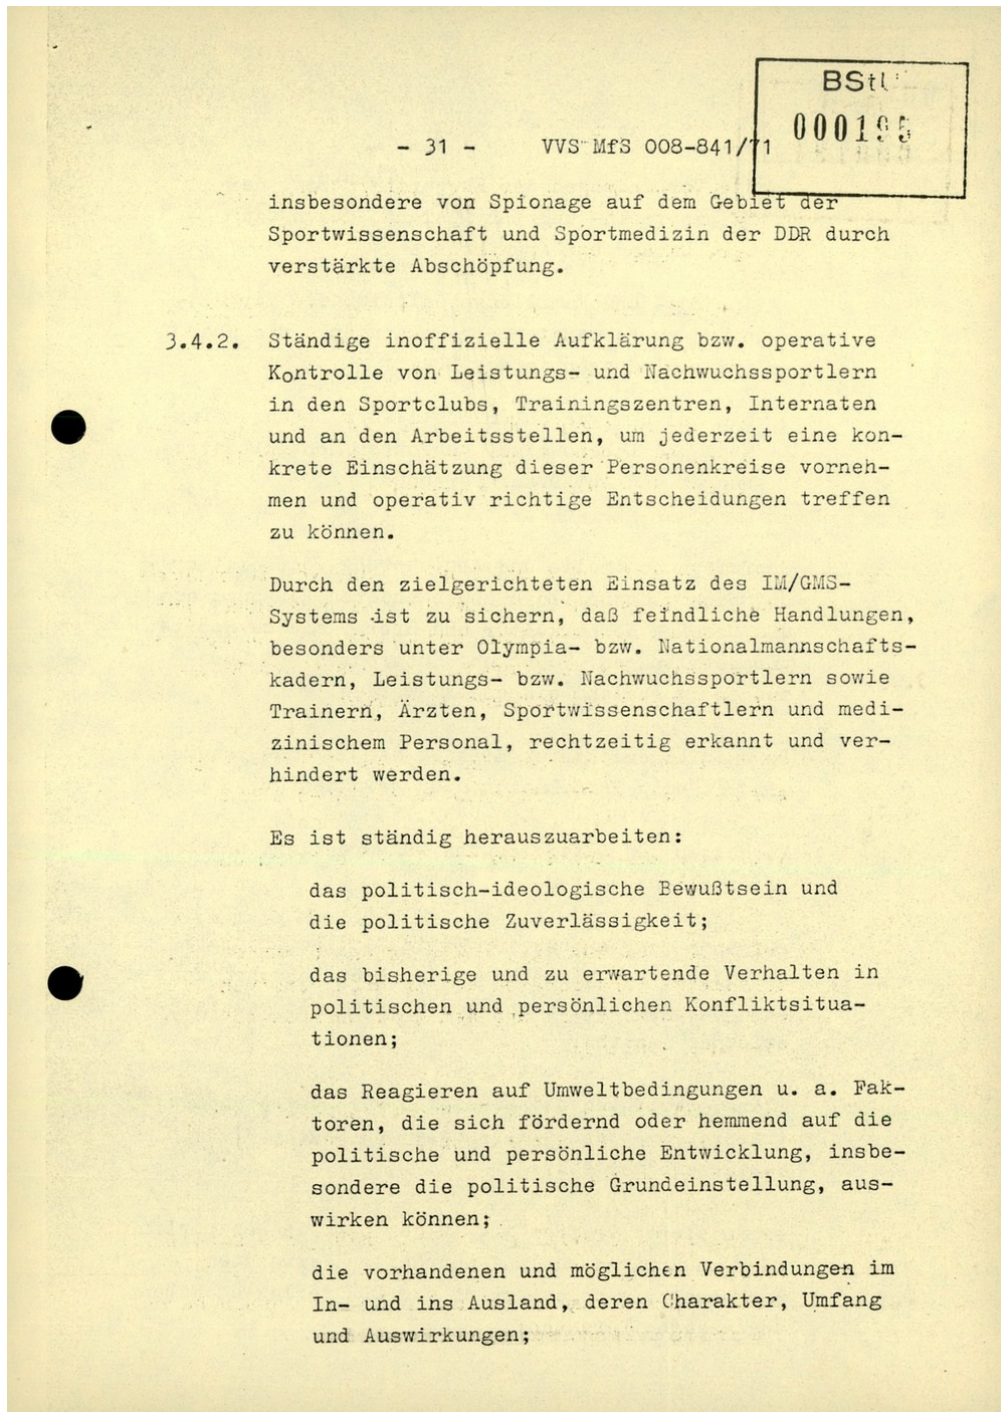 BStU
000195
- 31 - VVS MfS 008-841/71
insbesondere von Spionage auf dem Gebiet der
Sportwissenschaft und Sportmedizin der DDR durch
verstärkte Abschöpfung.
3.4.2. Ständige inoffizielle Aufklärung bzw. operative
Kontrolle von Leistungs- und Nachwuchssportlern
in den Sportclubs, Trainingszentren, Internaten
und an den Arbeitsstellen, um jederzeit eine kon-
krete Einschätzung dieser Personenkreise vorneh-
men und operativ richtige Entscheidungen treffen
zu können.
Durch den zielgerichteten Einsatz des IM/GMS-
Systems ist zu sichern, daß feindliche Handlungen,
besonders unter Olympia- bzw. Nationalmannschafts-
kadern, Leistungs- bzw. Nachwuchssportlern sowie
Trainern, Ärzten, Sportwissenschaftlern und medi-
zinischem Personal, rechtzeitig erkannt und ver-
hindert werden.
Es ist ständig herauszuarbeiten:
das politisch-ideologische Bewußtsein und
die politische Zuverlässigkeit;
das bisherige und zu erwartende Verhalten in
politischen und persönlichen Konfliktsitua-
tionen;
das Reagieren auf Umweltbedingungen u. a. Fak-
toren, die sich fördernd oder hemmend auf die
politische und persönliche Entwicklung, insbe-
sondere die politische Grundeinstellung, aus-
wirken können;
die vorhandenen und möglichen Verbindungen im
In- und ins Ausland, deren Charakter, Umfang
und Auswirkungen;